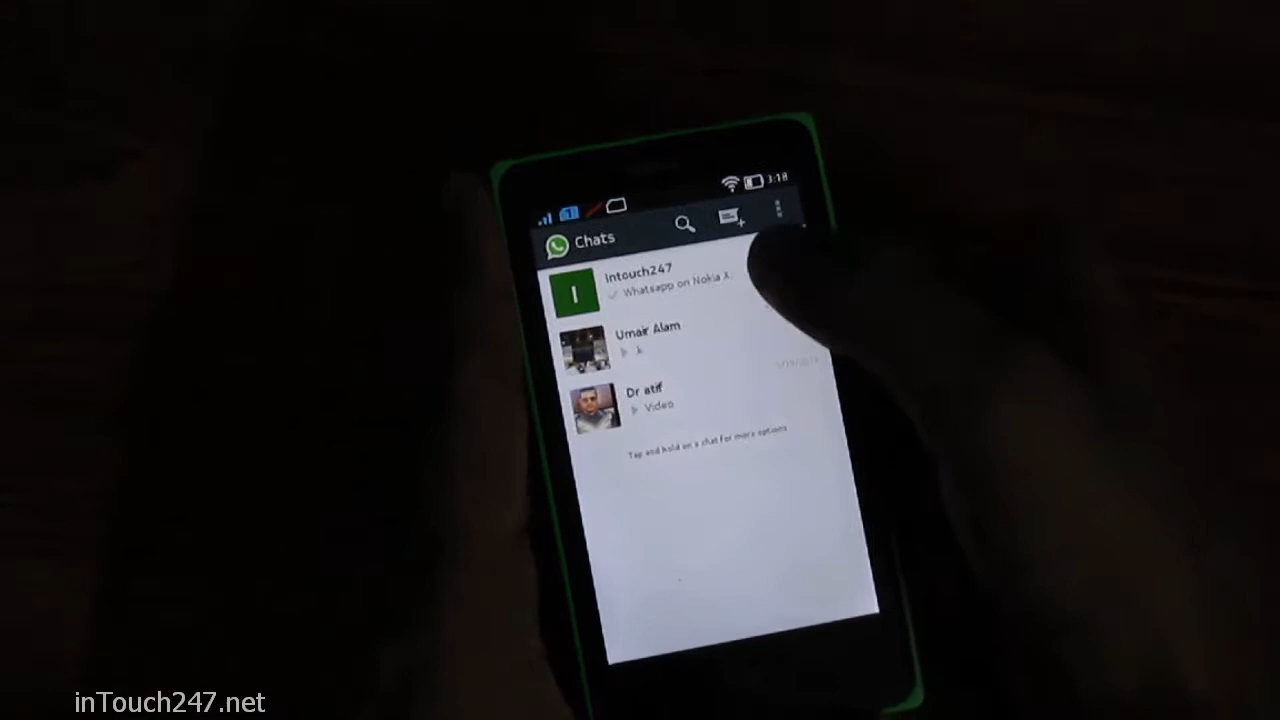 3:18
Chats
Intouch247
Whatsapp on Nokia X.
I
Umair Alam
.k
Dr atif
Video
Tap and hold on a chat for more options
inTouch247.net